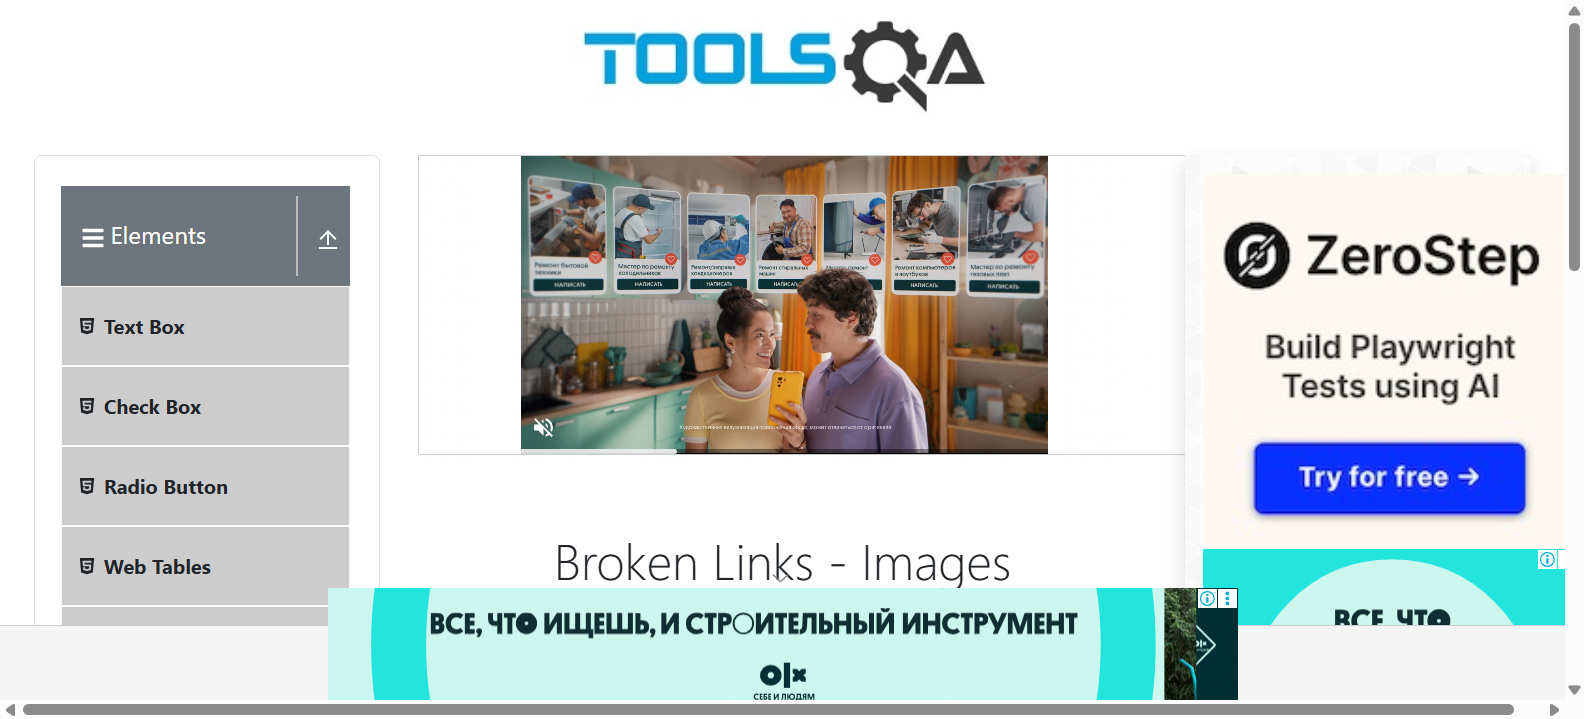 TOOLSQA
Elements
Text Box
Check Box
Radio Button
Web Tables
Ремонт бытовой
техники
НАПИСАТЬ
Мастер по ремонту
холодильников
НАПИСАТЬ
Ремонт/заправка
кондиционеров
НАПИСАТЬ
Ремонт стиральных
машин
НАПИСАТЬ
Мастер-ремонт
НАПИСАТЬ
Ремонт компьютеров
и ноутбуков
НАПИСАТЬ
Мастер по ремонту
газовых плит
НАПИСАТЬ
Broken Links - Images
ZeroStep
Build Playwright
Tests using AI
Try for free →
ВСЕ, ЧТО
ВСЕ, ЧТО ИЩЕШЬ, И СТРОИТЕЛЬНЫЙ ИНСТРУМЕНТ
olx
СЕБЕ И ЛЮДЯМ